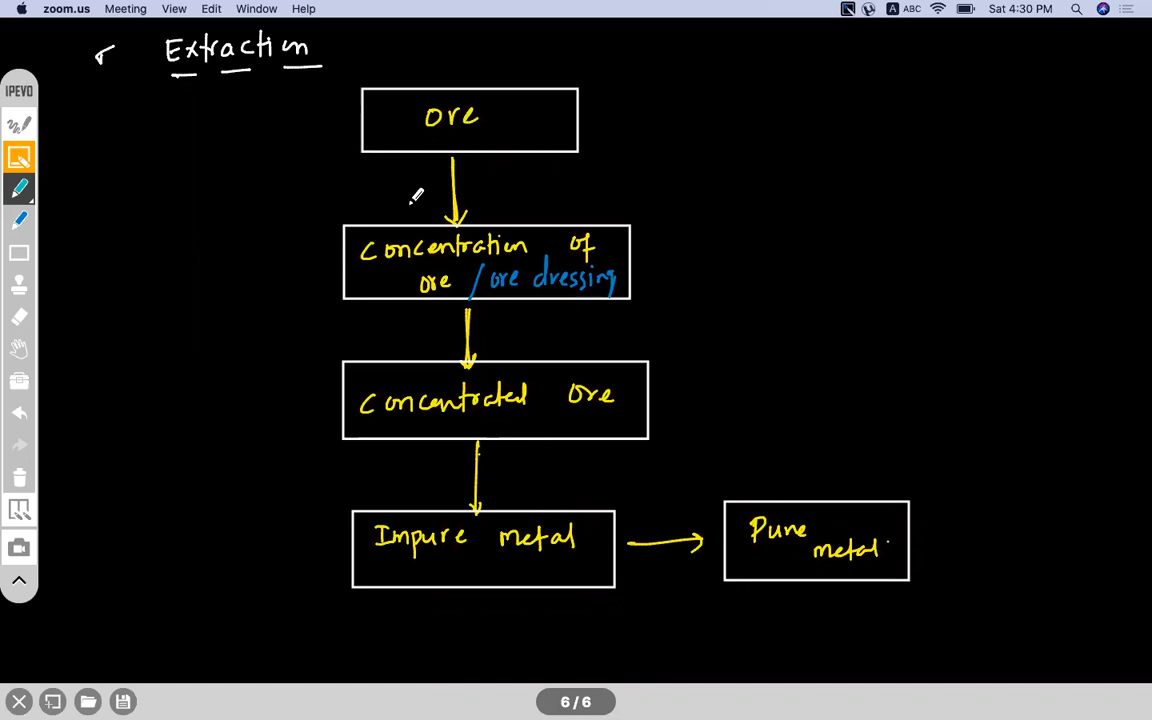 zoom.us Meeting View Edit Window Help A ABC Sat 4:30 PM
Extraction
IPEVO
ore
Concentration of
ore / ore dressing
Concentrated Ore
Impure metal
Pure
metal.
6 / 6